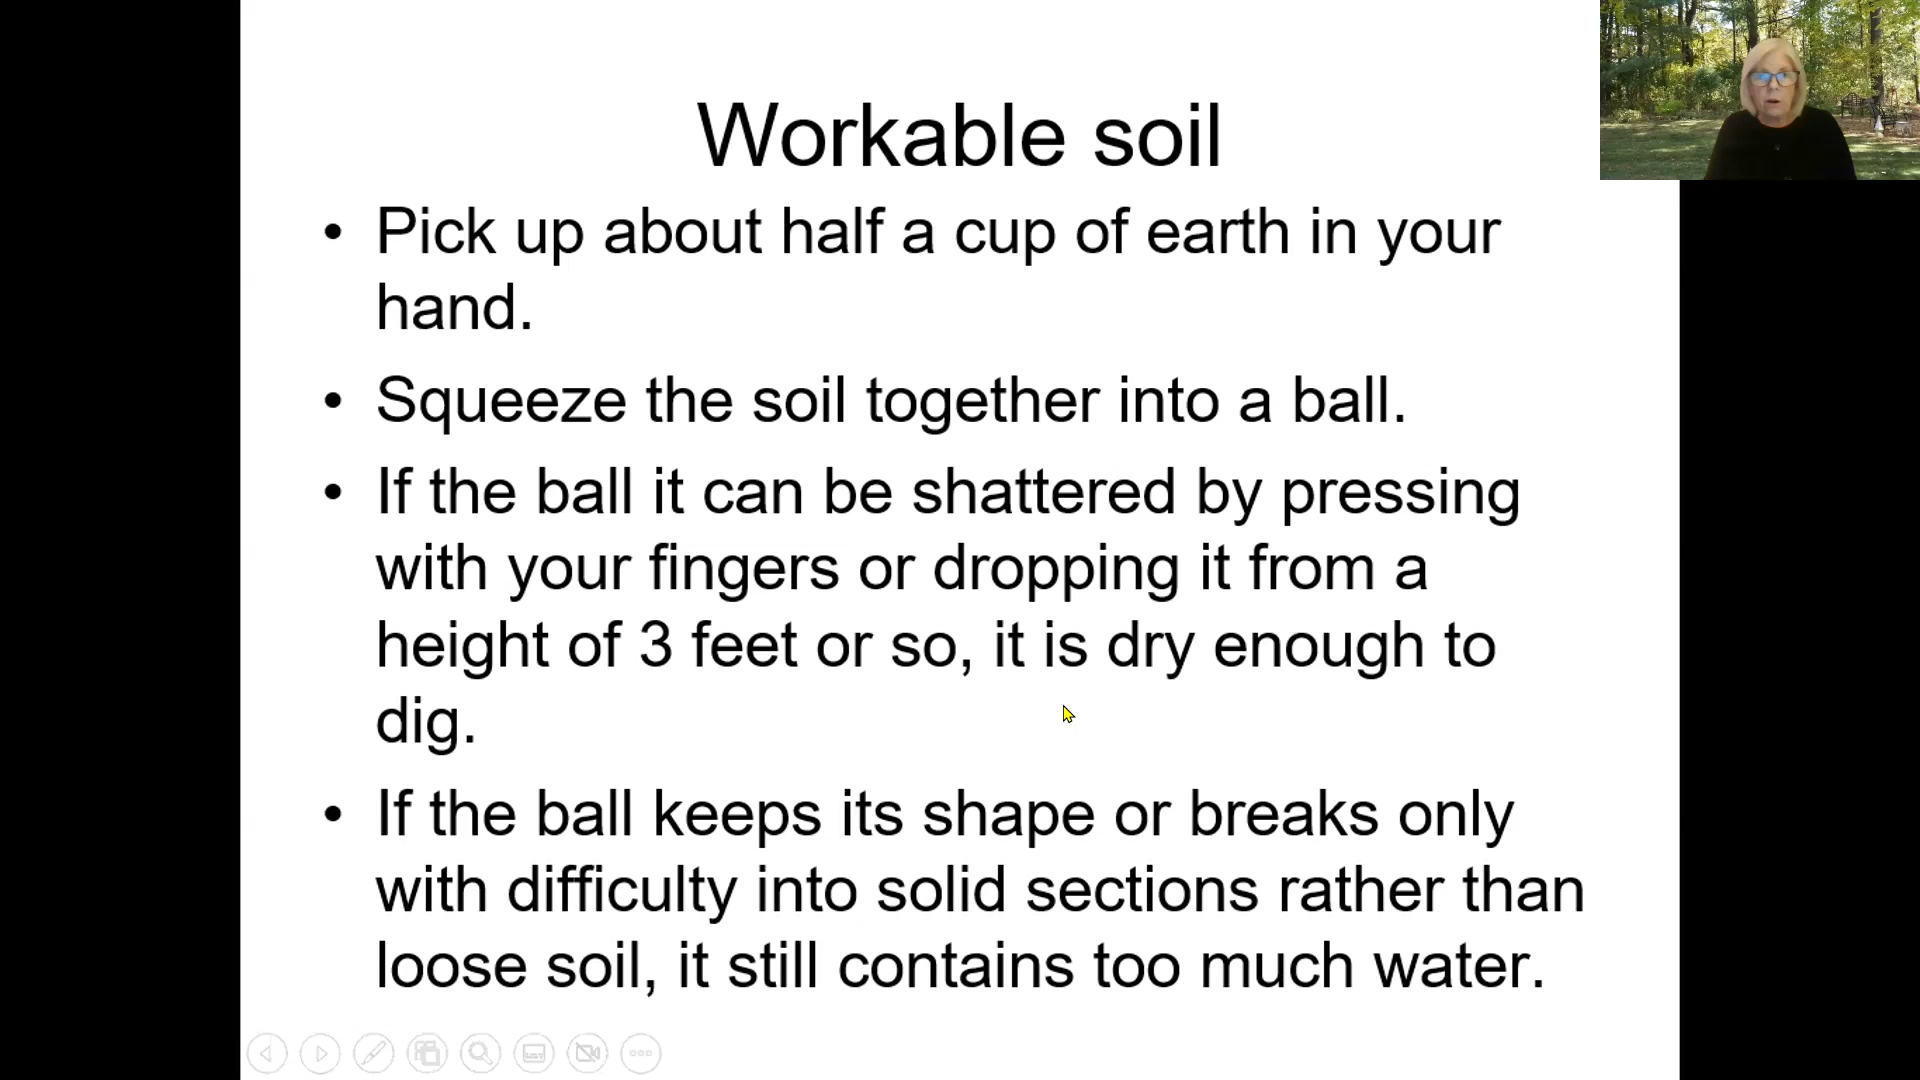 Workable soil
• Pick up about half a cup of earth in your
hand.
• Squeeze the soil together into a ball.
• If the ball it can be shattered by pressing
with your fingers or dropping it from a
height of 3 feet or so, it is dry enough to
dig.
• If the ball keeps its shape or breaks only
with difficulty into solid sections rather than
loose soil, it still contains too much water.